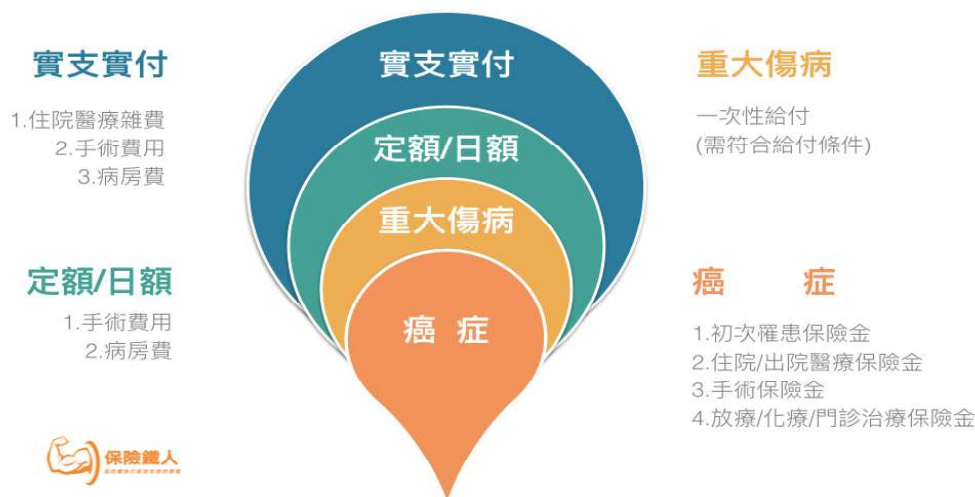 實支實付
1.住院醫療雜費
2.手術費用
3.病房費
定額/日額
1.手術費用
2.病房費
實支實付
定額/日額
重大傷病
癌 症
重大傷病
一次性給付
(需符合給付條件)
癌 症
1.初次罹患保險金
2.住院/出院醫療保險金
3.手術保險金
4.放療/化療/門診治療保險金
保險鐵人